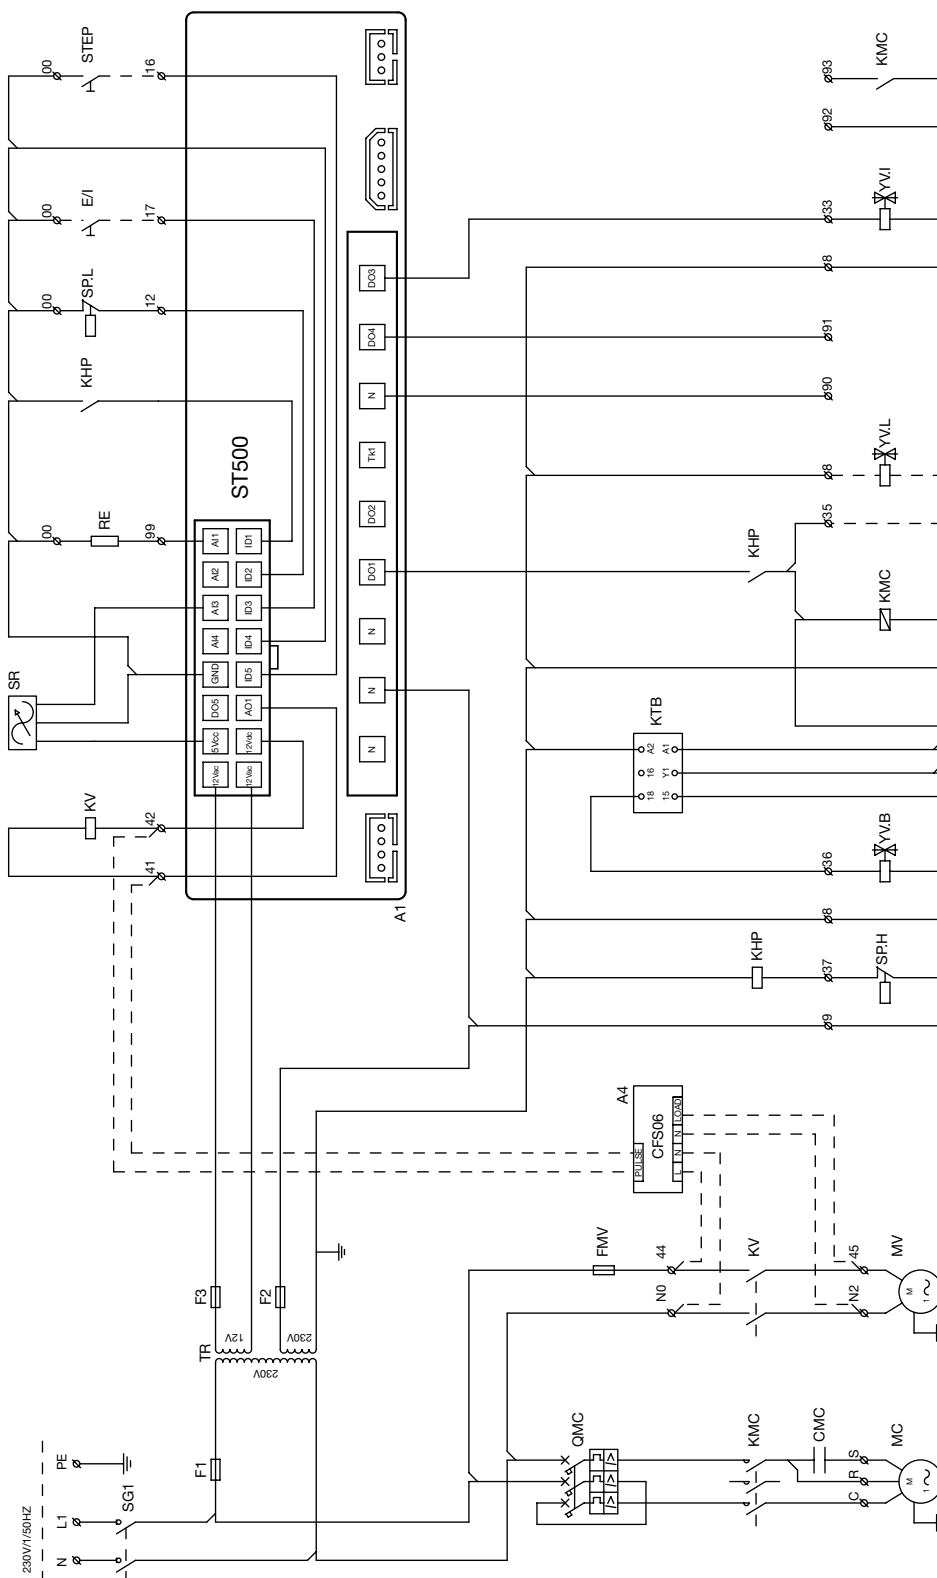 00
STEP
16
00
E/I
17
00
SP.L
12
KHP
00
RE
99
SR
KV
42
41
ST500
AI1
AI2
AI3
AI4
GND
DO5
5Vcc
12Vac
ID1
ID2
ID3
ID4
ID5
AO1
12Vdc
12Vac
DO3
DO4
N
Tk1
DO2
DO1
N
N
N
A1
93
KMC
92
33
YV.I
8
91
90
8
YV.L
35
KHP
KMC
KTB
A2
A1
16
Y1
18
15
36
YV.B
8
KHP
37
SP.H
9
A4
PULSE
CFS06
L
N
N
LOAD
F3
F2
TR
12V
230V
230V
F1
FMV
44
N0
KV
45
N2
MV
M
1
QMC
KMC
CMC
S
R
C
MC
M
1
230V/1/50HZ
PE
L1
N
SG1